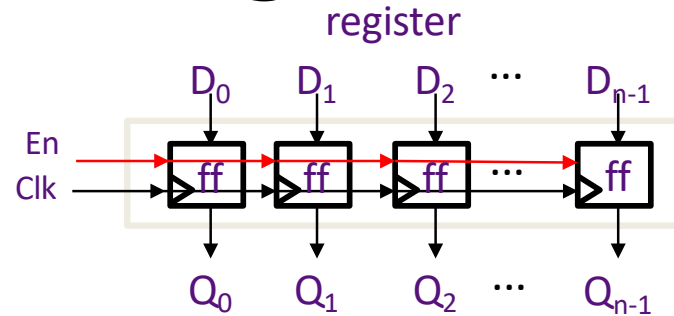 register
D₀ D₁ D₂ ... Dₙ₋₁
En
ff ff ff ... ff
Clk
Q₀ Q₁ Q₂ ... Qₙ₋₁